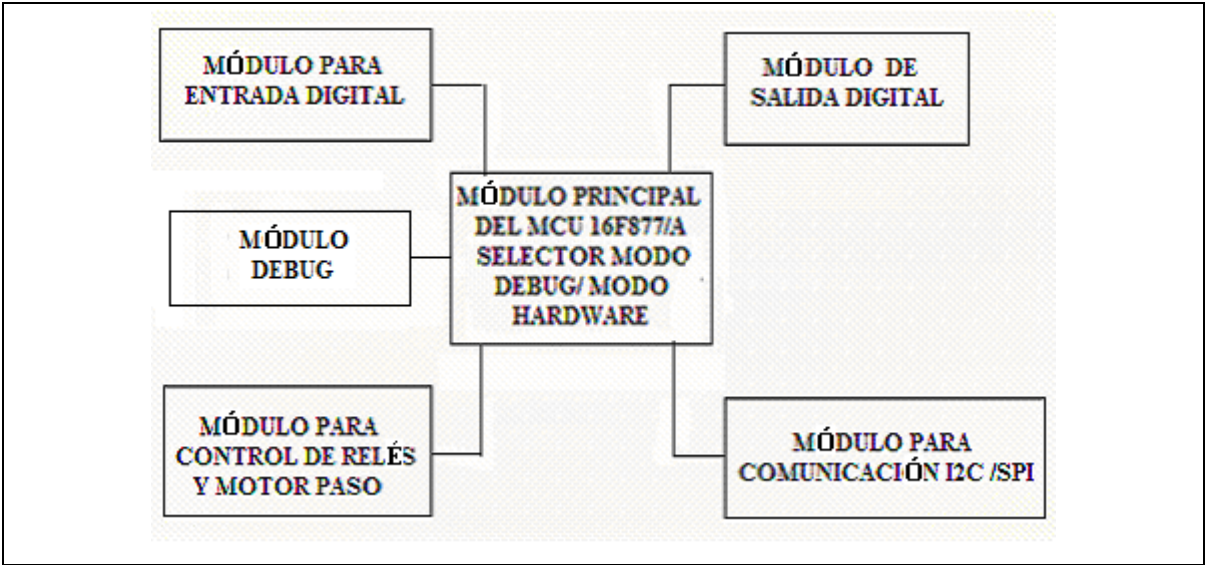 MÓDULO PARA
ENTRADA DIGITAL
MÓDULO DE
SALIDA DIGITAL
MÓDULO PRINCIPAL
DEL MCU 16F877/A
SELECTOR MODO
DEBUG/ MODO
HARDWARE
MÓDULO
DEBUG
MÓDULO PARA
CONTROL DE RELÉS
Y MOTOR PASO
MÓDULO PARA
COMUNICACIÓN I2C /SPI